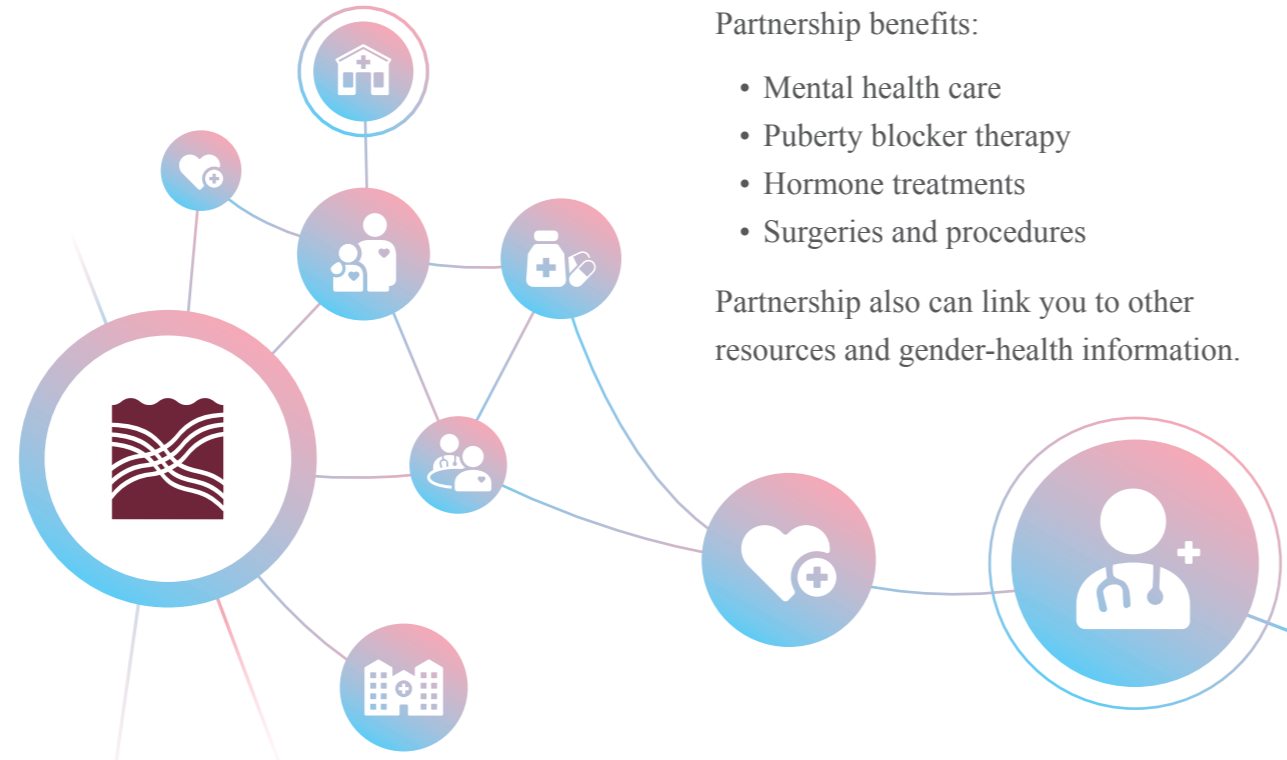 Partnership benefits:
• Mental health care
• Puberty blocker therapy
• Hormone treatments
• Surgeries and procedures
Partnership also can link you to other
resources and gender-health information.